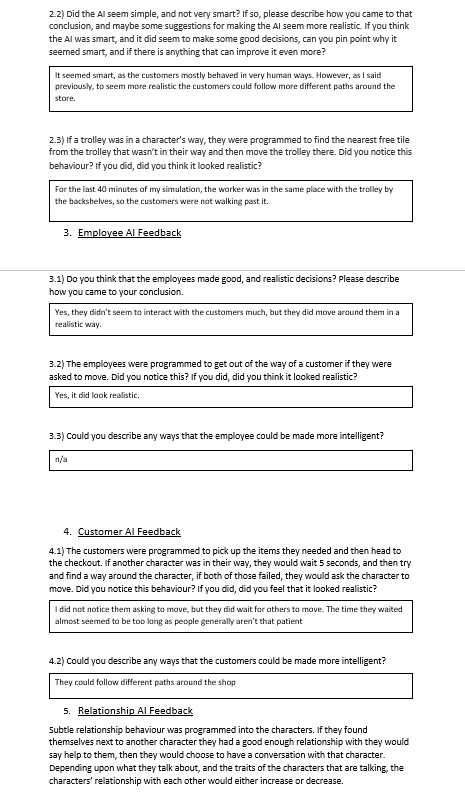 2.2) Did the AI seem simple, and not very smart? If so, please describe how you came to that
conclusion, and maybe some suggestions for making the AI seem more realistic. If you think
the AI was smart, and it did seem to make some good decisions, can you pin point why it
seemed smart, and if there is anything that can improve it even more?
It seemed smart, as the customers mostly behaved in very human ways. However, as I said
previously, to seem more realistic the customers could follow more different paths around the
store.
2.3) If a trolley was in a character's way, they were programmed to find the nearest free tile
from the trolley that wasn't in their way and then move the trolley there. Did you notice this
behaviour? If you did, did you think it looked realistic?
For the last 40 minutes of my simulation, the worker was in the same place with the trolley by
the backshelves, so the customers were not walking past it.
3. Employee AI Feedback
3.1) Do you think that the employees made good, and realistic decisions? Please describe
how you came to your conclusion.
Yes, they didn't seem to interact with the customers much, but they did move around them in a
realistic way.
3.2) The employees were programmed to get out of the way of a customer if they were
asked to move. Did you notice this? If you did, did you think it looked realistic?
Yes, it did look realistic.
3.3) Could you describe any ways that the employee could be made more intelligent?
n/a
4. Customer AI Feedback
4.1) The customers were programmed to pick up the items they needed and then head to
the checkout. If another character was in their way, they would wait 5 seconds, and then try
and find a way around the character, if both of those failed, they would ask the character to
move. Did you notice this behaviour? If you did, did you feel that it looked realistic?
I did not notice them asking to move, but they did wait for others to move. The time they waited
almost seemed to be too long as people generally aren't that patient
4.2) Could you describe any ways that the customers could be made more intelligent?
They could follow different paths around the shop
5. Relationship AI Feedback
Subtle relationship behaviour was programmed into the characters. If they found
themselves next to another character they had a good enough relationship with they would
say help to them, then they would choose to have a conversation with that character.
Depending upon what they talk about, and the traits of the characters that are talking, the
characters' relationship with each other would either increase or decrease.